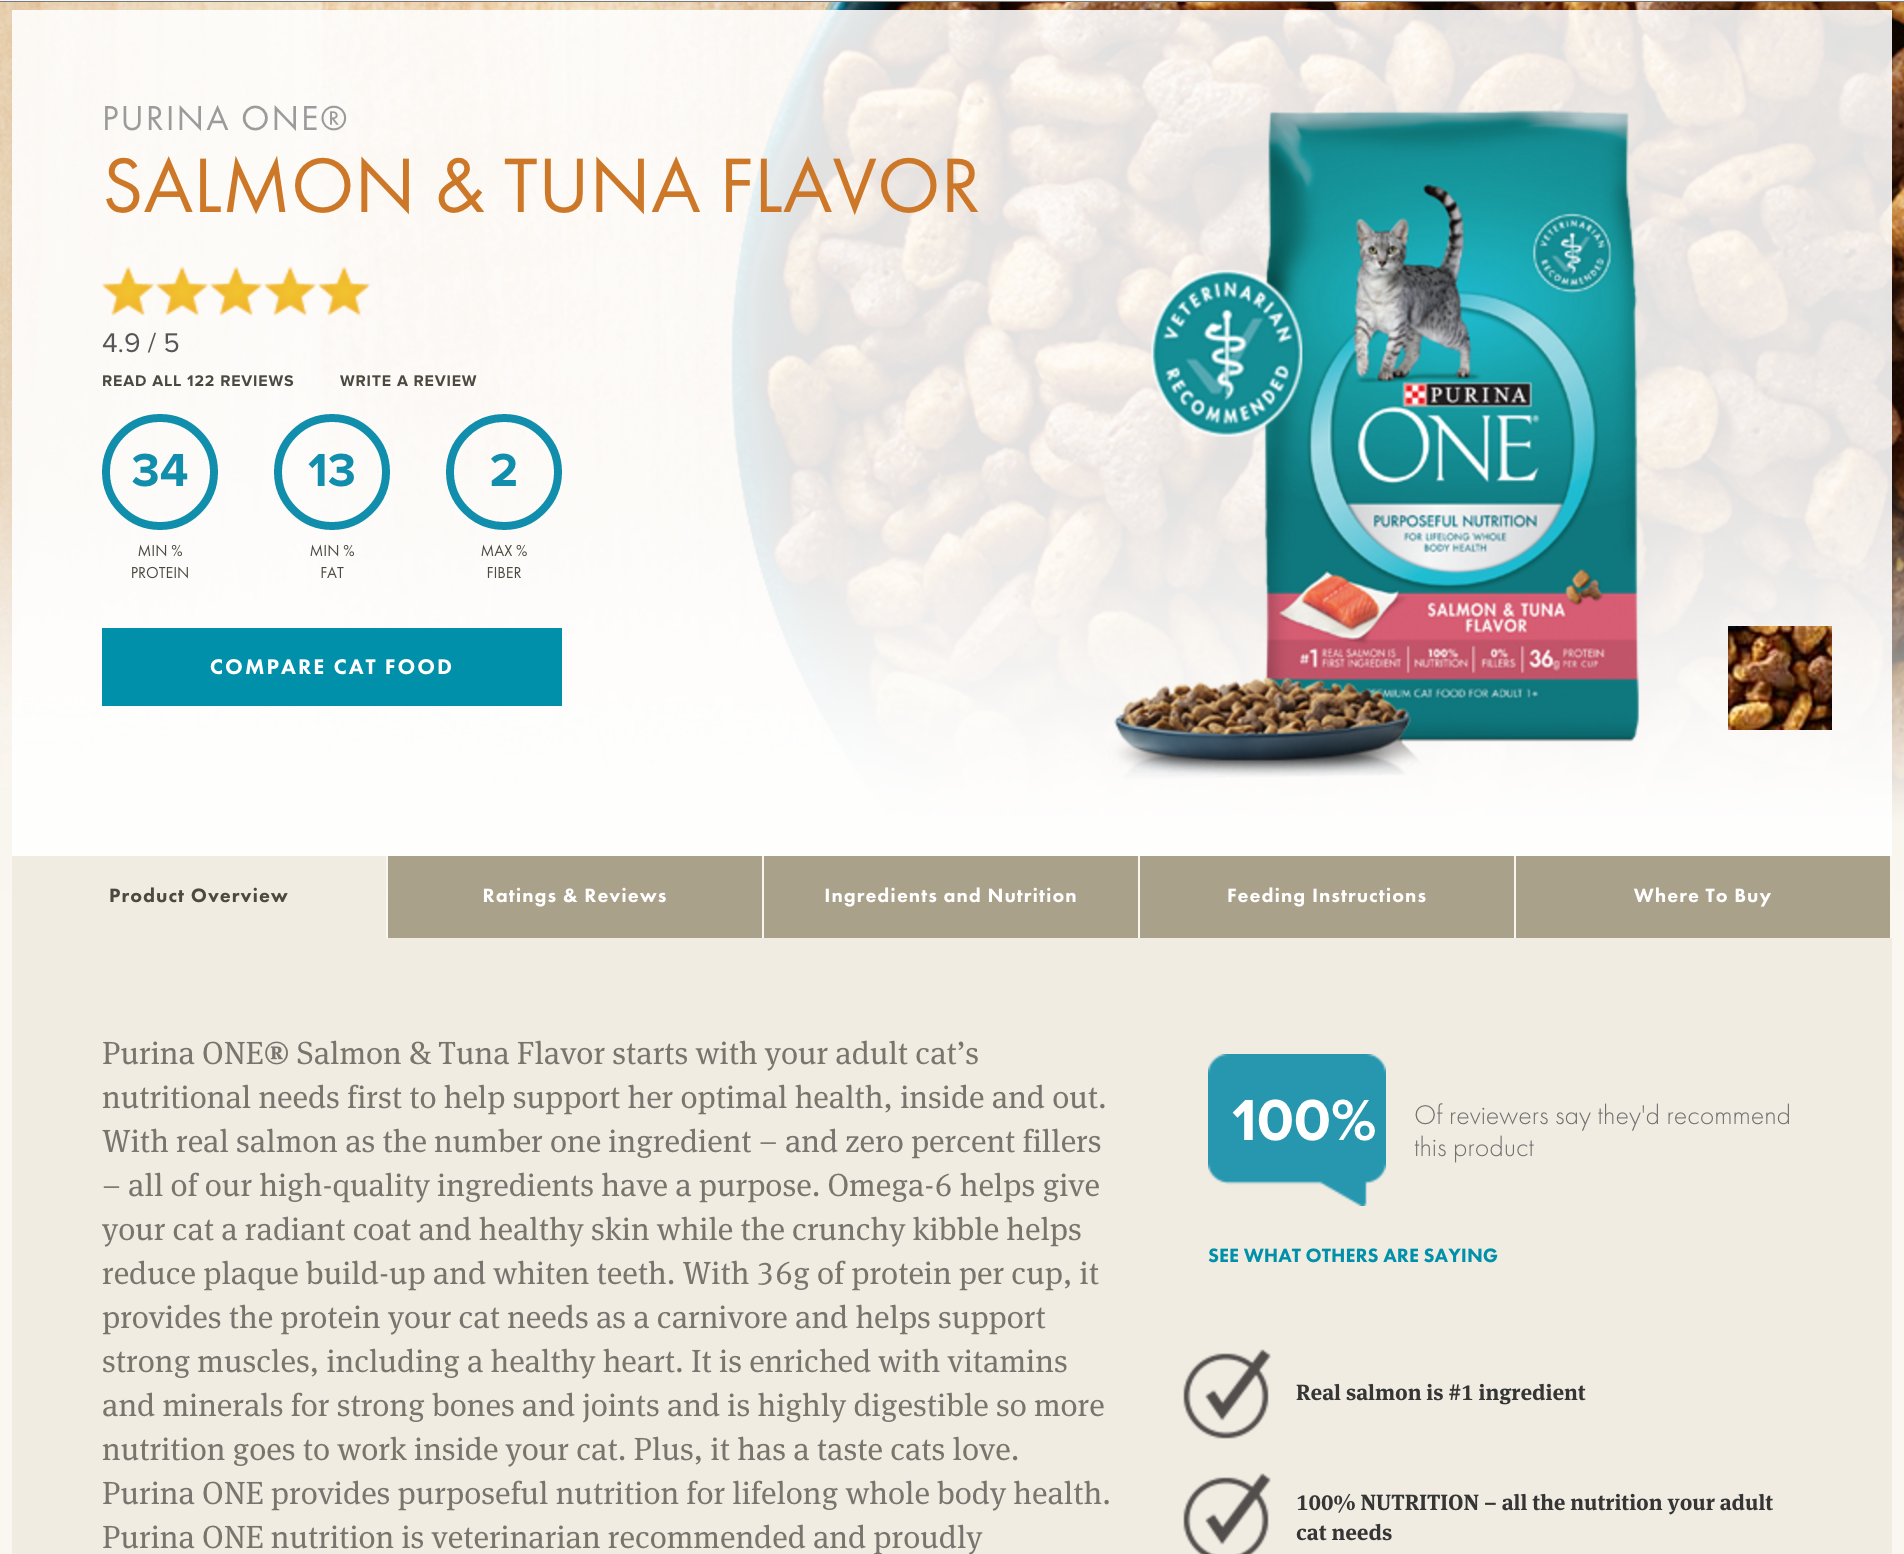 PURINA ONE®
SALMON & TUNA FLAVOR
4.9 / 5
READ ALL 122 REVIEWS
WRITE A REVIEW
34
13
2
MIN %
PROTEIN
MIN %
FAT
MAX %
FIBER
COMPARE CAT FOOD
VETERINARIAN RECOMMENDED
VETERINARIAN RECOMMENDED
PURINA
ONE
PURPOSEFUL NUTRITION
FOR LIFELONG WHOLE
BODY HEALTH
SALMON & TUNA
FLAVOR
#1 REAL SALMON IS FIRST INGREDIENT
100% NUTRITION
0% FILLERS
36g PROTEIN PER CUP
CAT FOOD FOR ADULT 1+
Product Overview
Ratings & Reviews
Ingredients and Nutrition
Feeding Instructions
Where To Buy
Purina ONE® Salmon & Tuna Flavor starts with your adult cat’s
nutritional needs first to help support her optimal health, inside and out.
With real salmon as the number one ingredient – and zero percent fillers
– all of our high-quality ingredients have a purpose. Omega-6 helps give
your cat a radiant coat and healthy skin while the crunchy kibble helps
reduce plaque build-up and whiten teeth. With 36g of protein per cup, it
provides the protein your cat needs as a carnivore and helps support
strong muscles, including a healthy heart. It is enriched with vitamins
and minerals for strong bones and joints and is highly digestible so more
nutrition goes to work inside your cat. Plus, it has a taste cats love.
Purina ONE provides purposeful nutrition for lifelong whole body health.
Purina ONE nutrition is veterinarian recommended and proudly
100%
Of reviewers say they'd recommend
this product
SEE WHAT OTHERS ARE SAYING
Real salmon is #1 ingredient
100% NUTRITION – all the nutrition your adult
cat needs